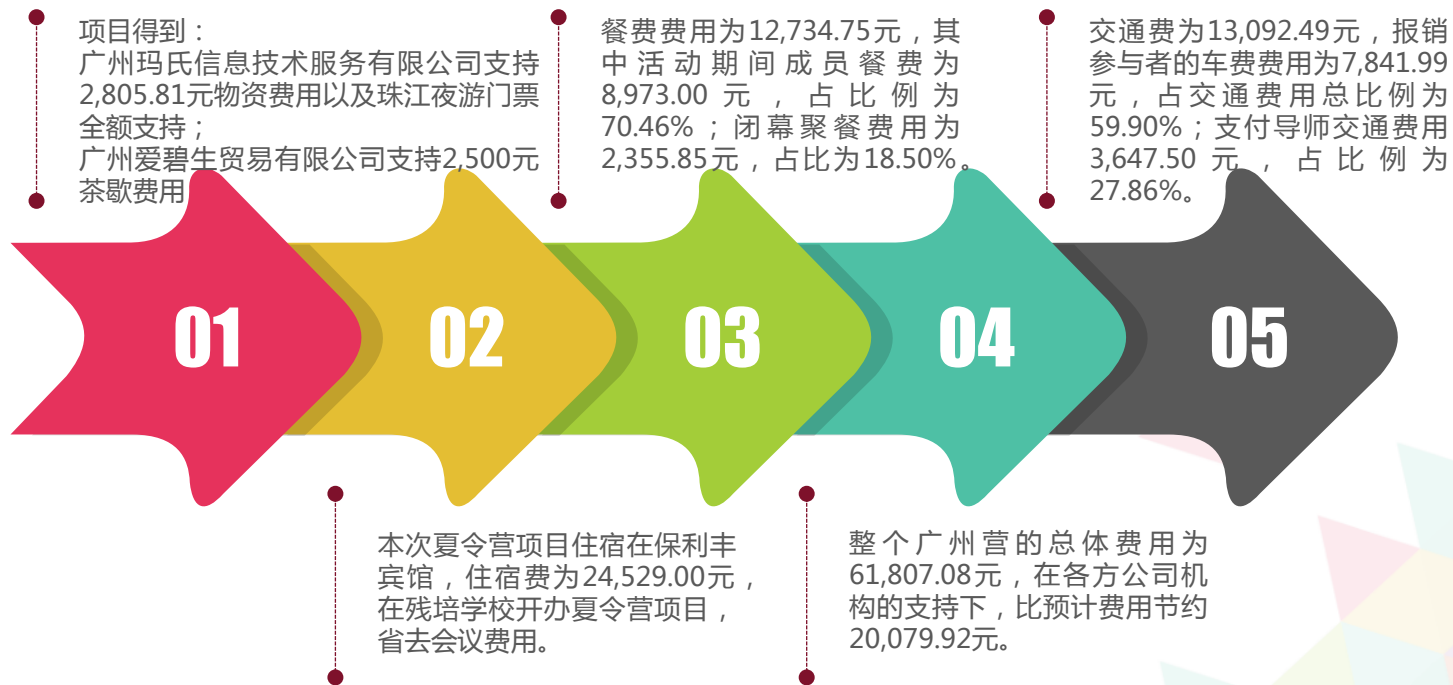 项目得到：
广州玛氏信息技术服务有限公司支持
2,805.81元物资费用以及珠江夜游门票
全额支持；
广州爱碧生贸易有限公司支持2,500元
茶歇费用
餐费费用为12,734.75元，其
中活动期间成员餐费为
8,973.00元，占比例为
70.46%；闭幕聚餐费用为
2,355.85元，占比为18.50%。
交通费为13,092.49元，报销
参与者的车费费用为7,841.99
元，占交通费用总比例为
59.90%；支付导师交通费用
3,647.50元，占比例为
27.86%。
01
02
03
04
05
本次夏令营项目住宿在保利丰
宾馆，住宿费为24,529.00元，
在残培学校开办夏令营项目，
省去会议费用。
整个广州营的总体费用为
61,807.08元，在各方公司机
构的支持下，比预计费用节约
20,079.92元。